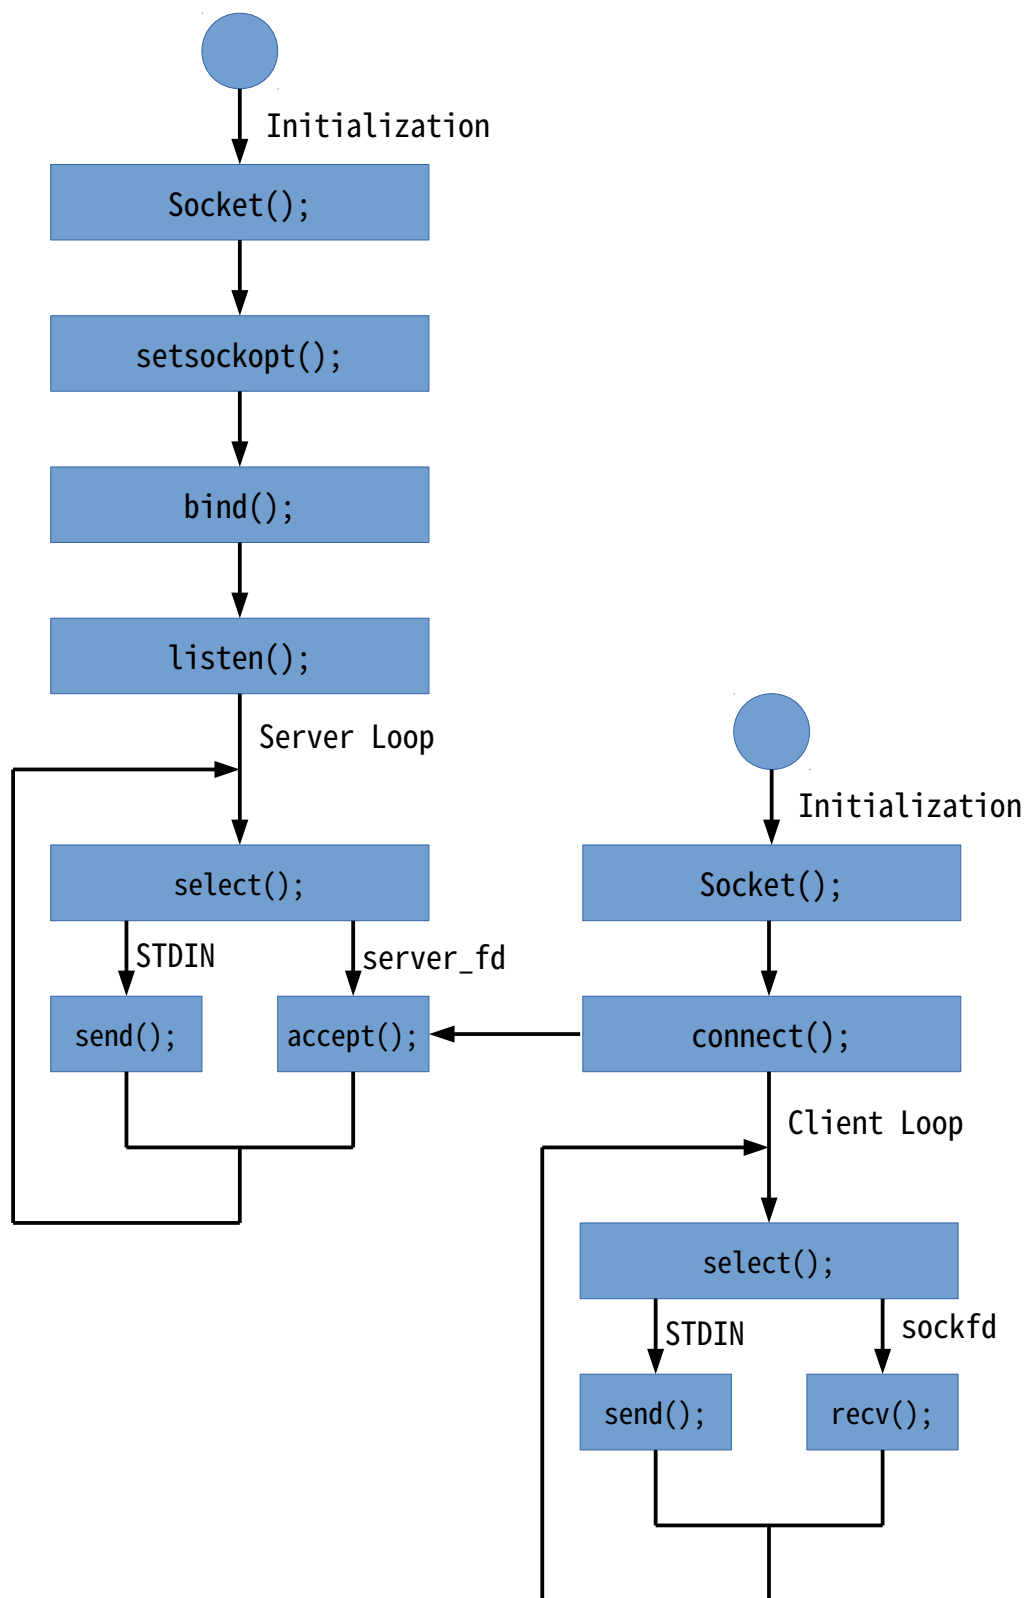 Initialization
Socket();
setsockopt();
bind();
listen();
Server Loop
select();
STDIN
server_fd
send();
accept();
Initialization
Socket();
connect();
Client Loop
select();
STDIN
sockfd
send();
recv();